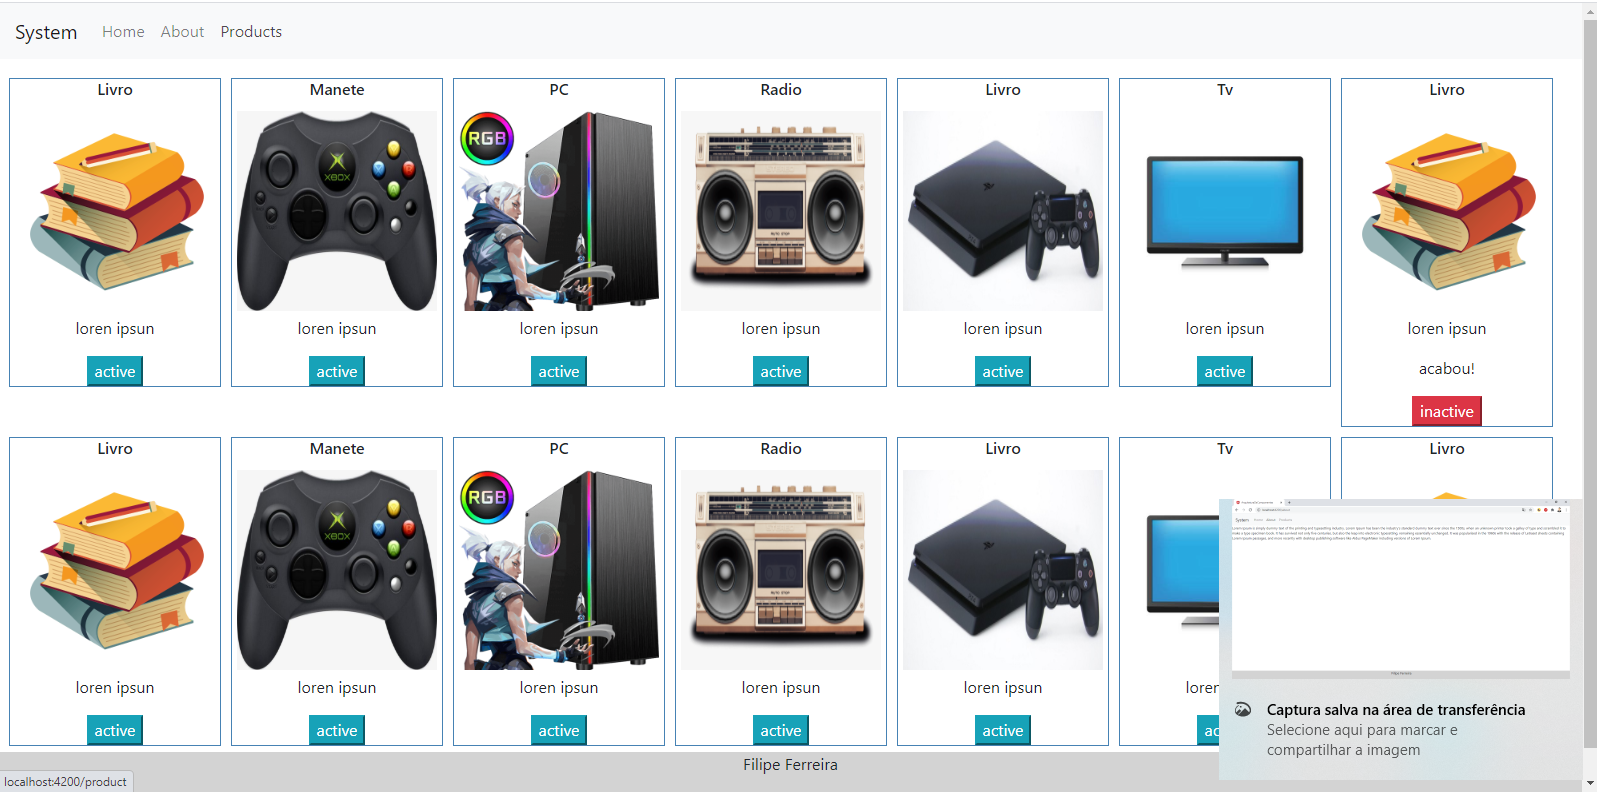 System Home About Products
Livro Manete PC Radio Livro Tv Livro
RGB
XBOX
loren ipsun loren ipsun loren ipsun loren ipsun loren ipsun loren ipsun loren ipsun
active active active active active active acabou!
inactive
Livro Manete PC Radio Livro Tv Livro
RGB
XBOX
loren ipsun loren ipsun loren ipsun loren ipsun loren ipsun
active active active active active
Captura salva na área de transferência
Selecione aqui para marcar e
compartilhar a imagem
Filipe Ferreira
localhost:4200/product